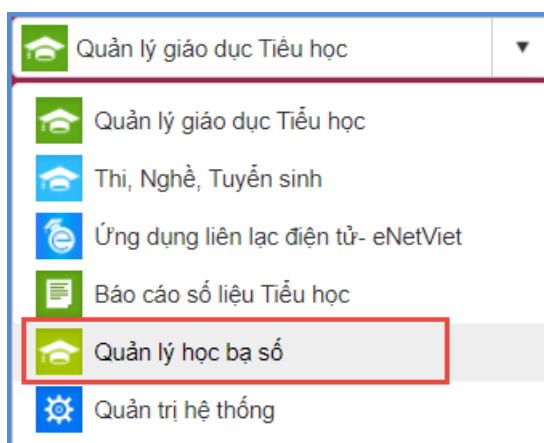 Quản lý giáo dục Tiểu học
Quản lý giáo dục Tiểu học
Thi, Nghề, Tuyển sinh
Ứng dụng liên lạc điện tử- eNetViet
Báo cáo số liệu Tiểu học
Quản lý học bạ số
Quản trị hệ thống